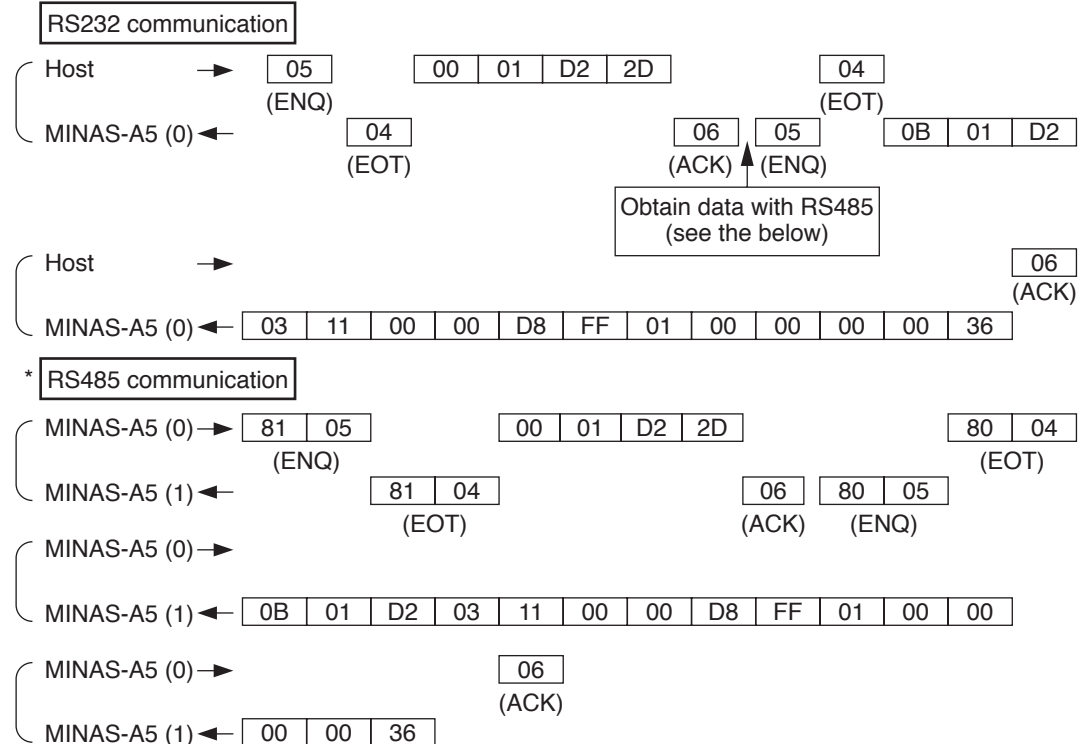 RS232 communication
Host 05 00 01 D2 2D 04
(ENQ) (EOT)
MINAS-A5 (0) 04 06 05 0B 01 D2
(EOT) (ACK) (ENQ)
Obtain data with RS485
(see the below)
Host 06
(ACK)
MINAS-A5 (0) 03 11 00 00 D8 FF 01 00 00 00 00 36
* RS485 communication
MINAS-A5 (0) 81 05 00 01 D2 2D 80 04
(ENQ) (EOT)
MINAS-A5 (1) 81 04 06 80 05
(EOT) (ACK) (ENQ)
MINAS-A5 (0)
MINAS-A5 (1) 0B 01 D2 03 11 00 00 D8 FF 01 00 00
MINAS-A5 (0) 06
(ACK)
MINAS-A5 (1) 00 00 36